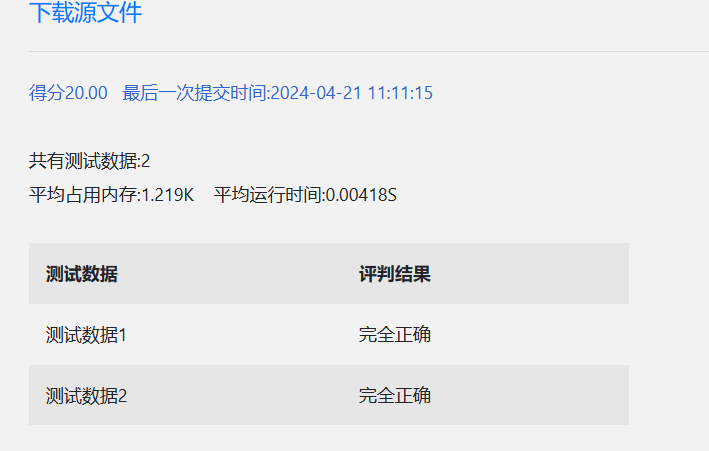 下载源文件
得分20.00 最后一次提交时间:2024-04-21 11:11:15
共有测试数据:2
平均占用内存:1.219K 平均运行时间:0.00418S
测试数据 评判结果
测试数据1 完全正确
测试数据2 完全正确